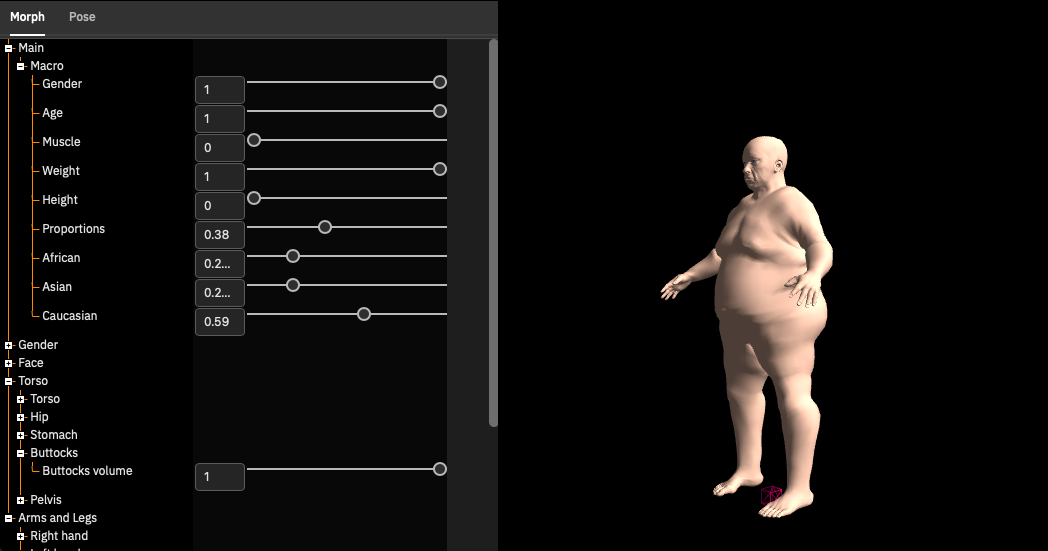 Morph Pose
Main
Macro
Gender 1
Age 1
Muscle 0
Weight 1
Height 0
Proportions 0.38
African 0.2...
Asian 0.2...
Caucasian 0.59
Gender
Face
Torso
Torso
Hip
Stomach
Buttocks
Buttocks volume 1
Pelvis
Arms and Legs
Right hand